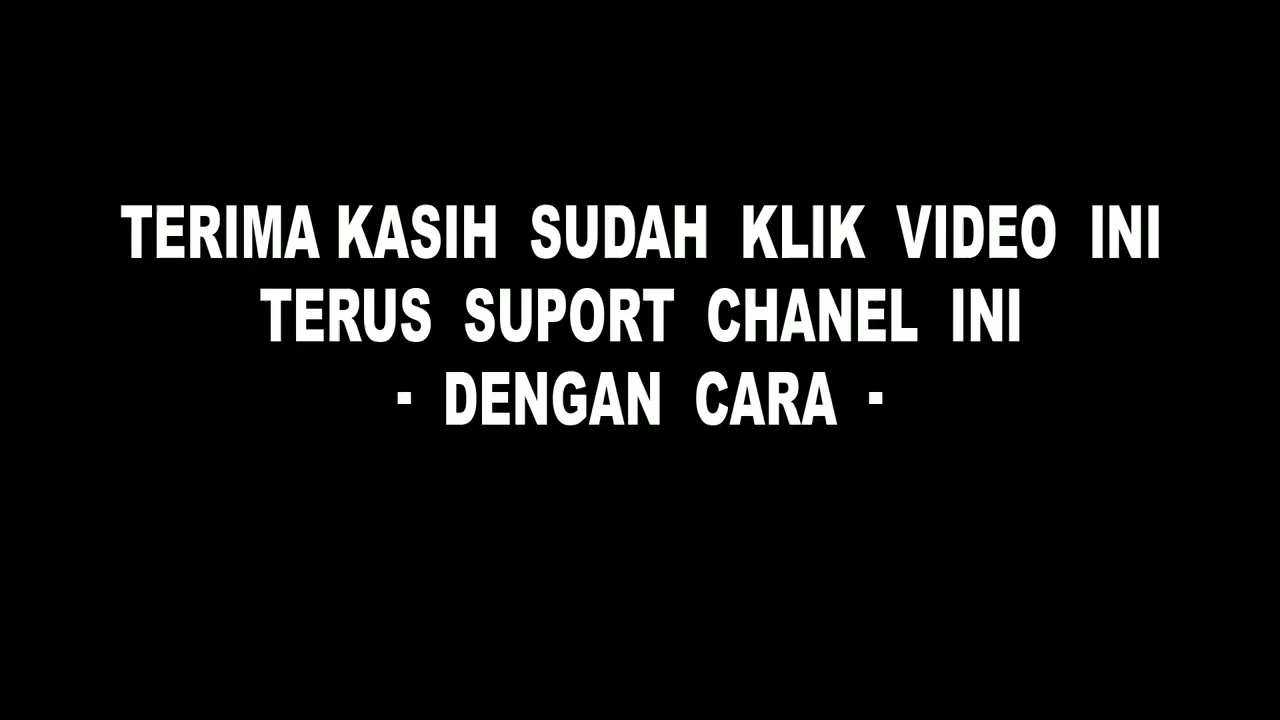 TERIMA KASIH SUDAH KLIK VIDEO INI
TERUS SUPORT CHANEL INI
- DENGAN CARA -